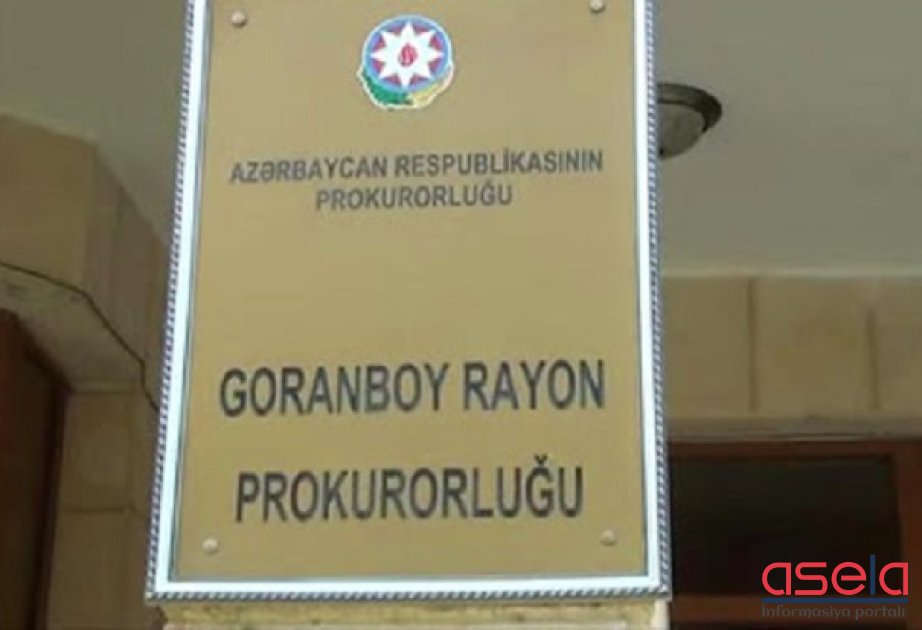 AZƏRBAYCAN RESPUBLİKASININ
PROKURORLUĞU
GORANBOY RAYON
PROKURORLUĞU
asela
İnformasiya portalı